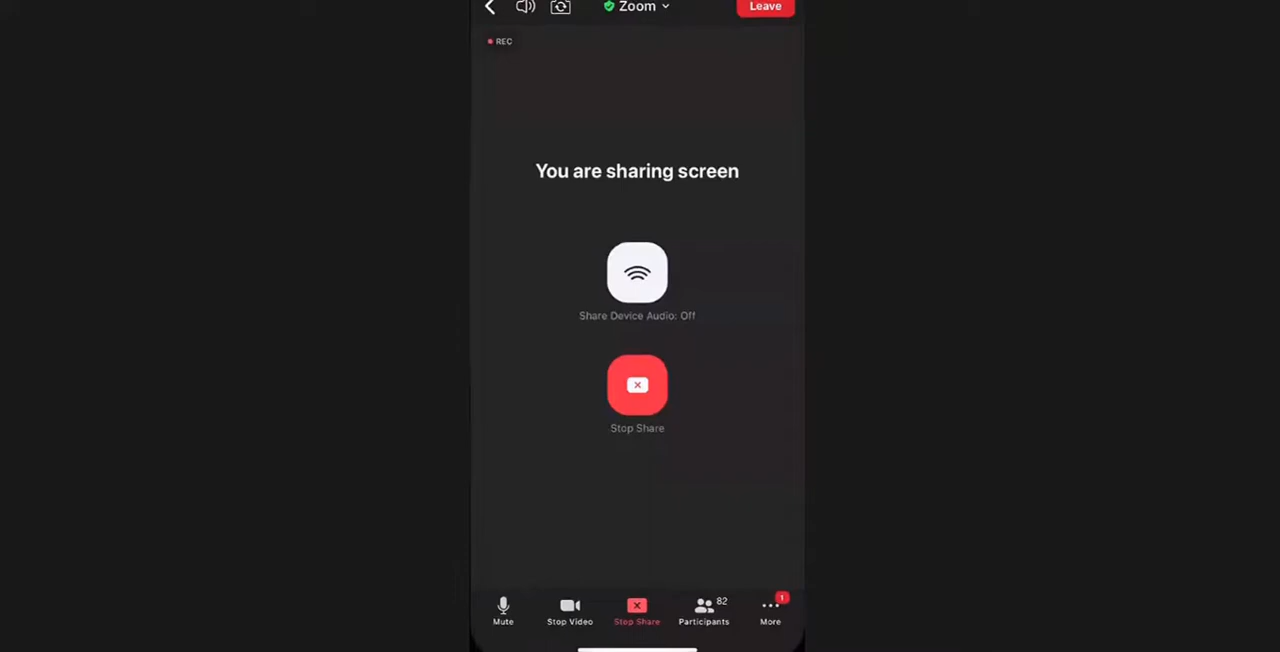 Zoom
Leave
REC
You are sharing screen
Share Device Audio: Off
Stop Share
82
1
Mute
Stop Video
Stop Share
Participants
More